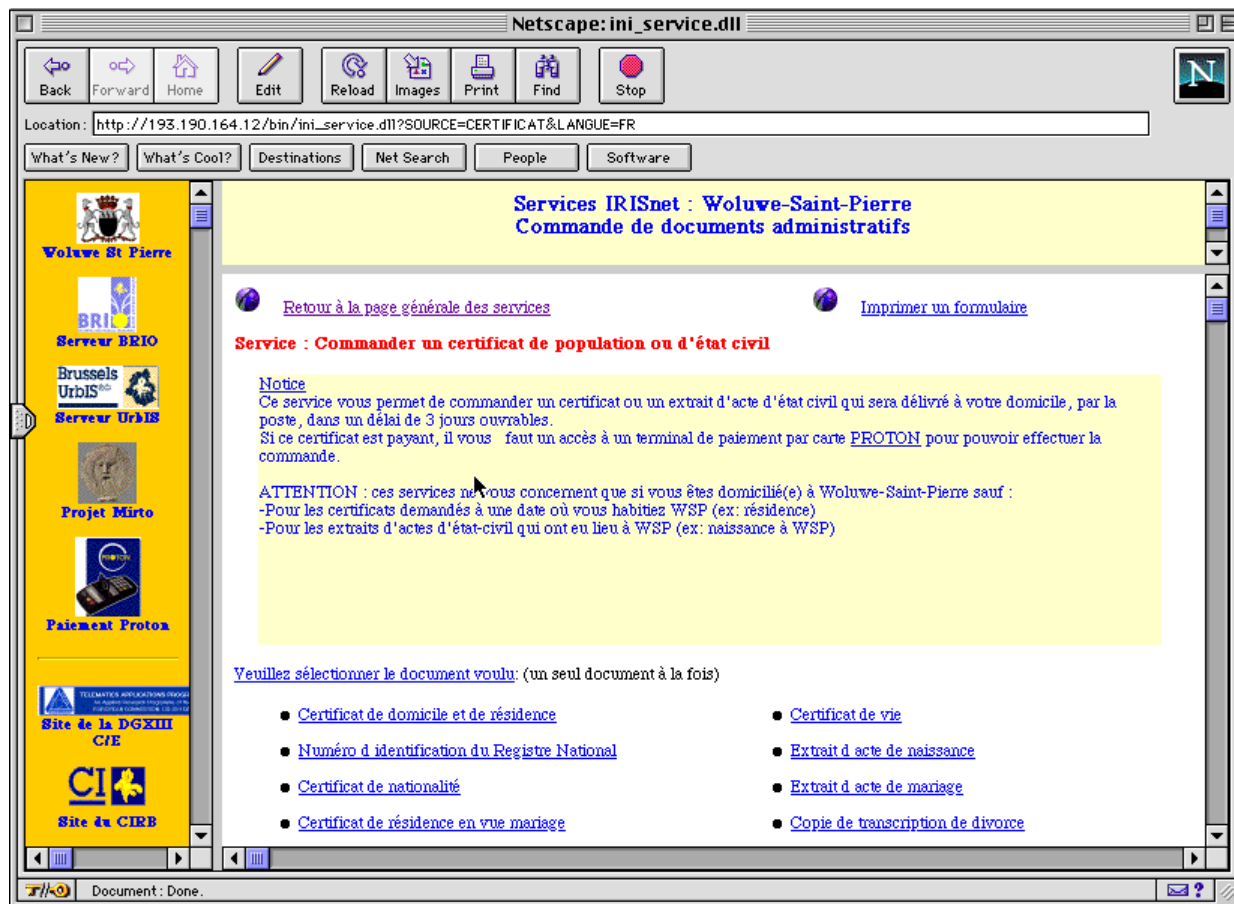 Netscape: ini_service.dll
Back
Forward
Home
Edit
Reload
Images
Print
Find
Stop
N
Location: http://193.190.164.12/bin/ini_service.dll?SOURCE=CERTIFICAT&LANGUE=FR
What's New?
What's Cool?
Destinations
Net Search
People
Software
Woluwe St Pierre
BRIO
Serveur BRIO
Brussels
UrbIS
Serveur UrbIS
Projet Mirto
PROTON
Paiement Proton
TELEMATICS APPLICATIONS PROGR
Site de la DGXIII
C/E
CI
Site du CIRB
Services IRISnet : Woluwe-Saint-Pierre
Commande de documents administratifs
Retour à la page générale des services
Imprimer un formulaire
Service : Commander un certificat de population ou d'état civil
Notice
Ce service vous permet de commander un certificat ou un extrait d'acte d'état civil qui sera délivré à votre domicile, par la
poste, dans un délai de 3 jours ouvrables.
Si ce certificat est payant, il vous faut un accès à un terminal de paiement par carte PROTON pour pouvoir effectuer la
commande.
ATTENTION : ces services ne vous concernent que si vous êtes domicilié(e) à Woluwe-Saint-Pierre sauf :
-Pour les certificats demandés à une date où vous habitiez WSP (ex: résidence)
-Pour les extraits d'actes d'état-civil qui ont eu lieu à WSP (ex: naissance à WSP)
Veuillez sélectionner le document voulu: (un seul document à la fois)
Certificat de domicile et de résidence
Certificat de vie
Numéro d identification du Registre National
Extrait d acte de naissance
Certificat de nationalité
Extrait d acte de mariage
Certificat de résidence en vue mariage
Copie de transcription de divorce
Document: Done.
?